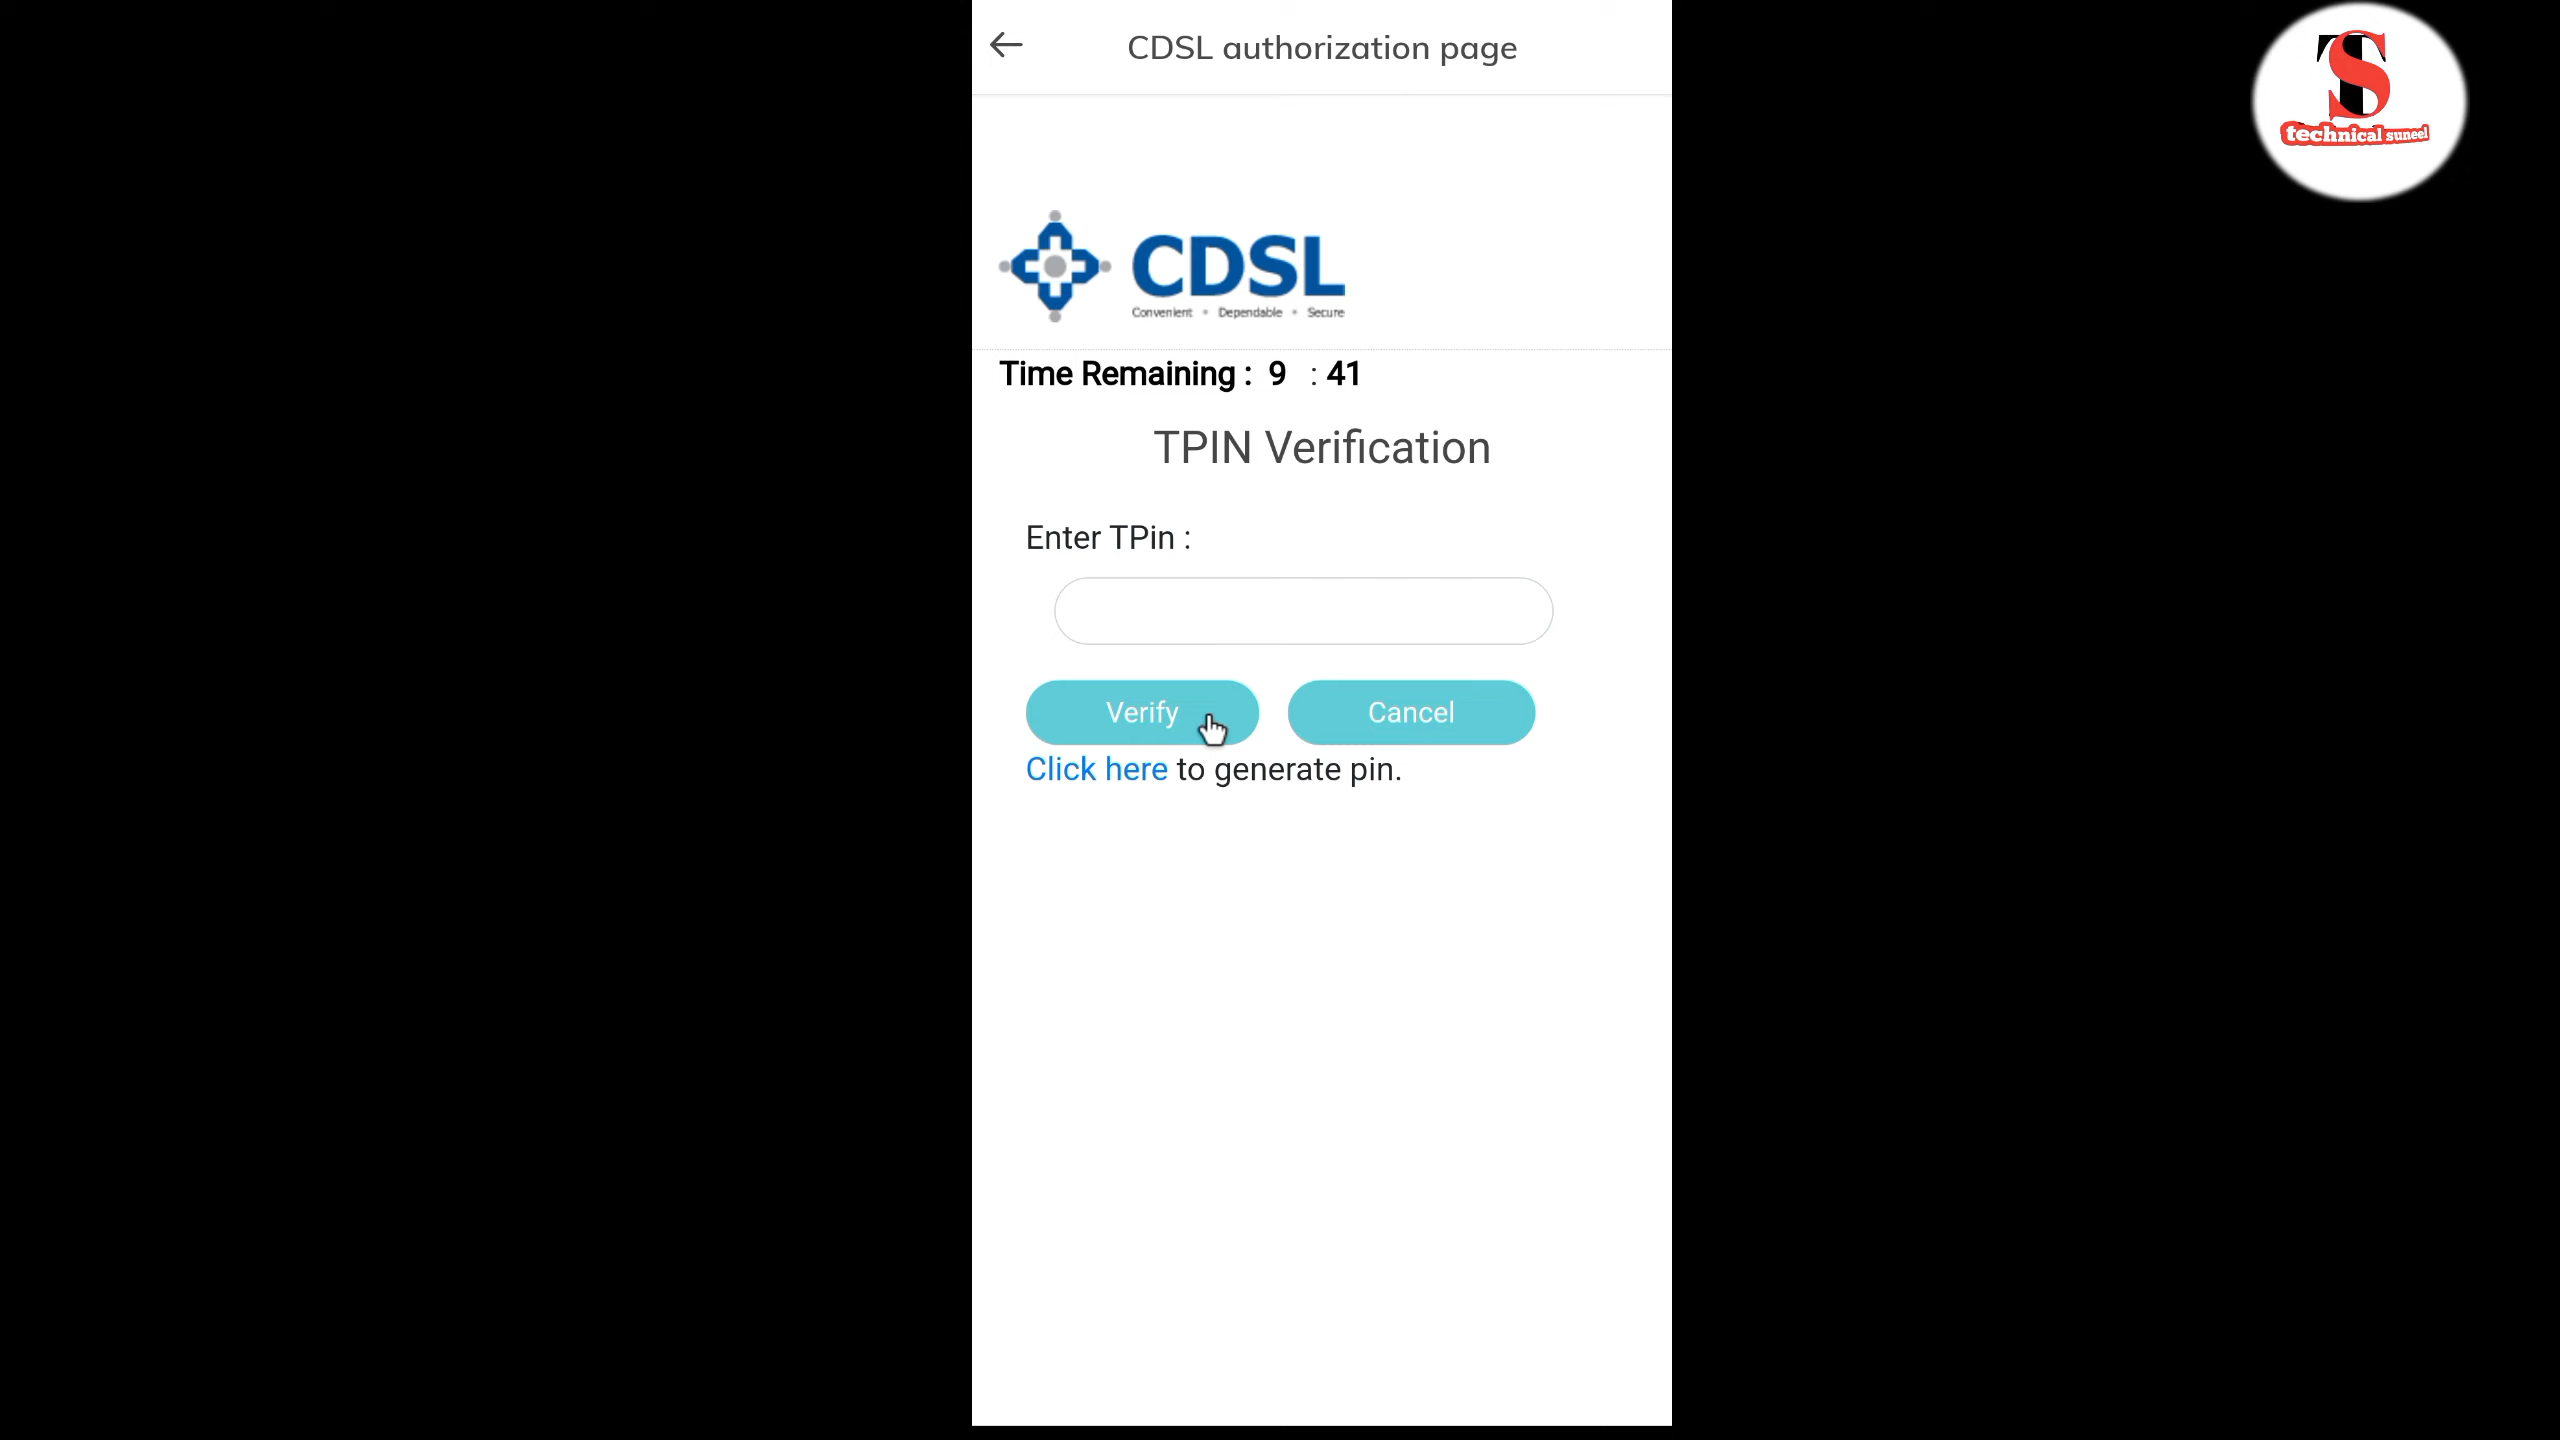 CDSL authorization page
TS
technical suneel
CDSL
Convenient • Dependable • Secure
Time Remaining : 9 : 41
TPIN Verification
Enter TPin :
Verify
Cancel
Click here to generate pin.